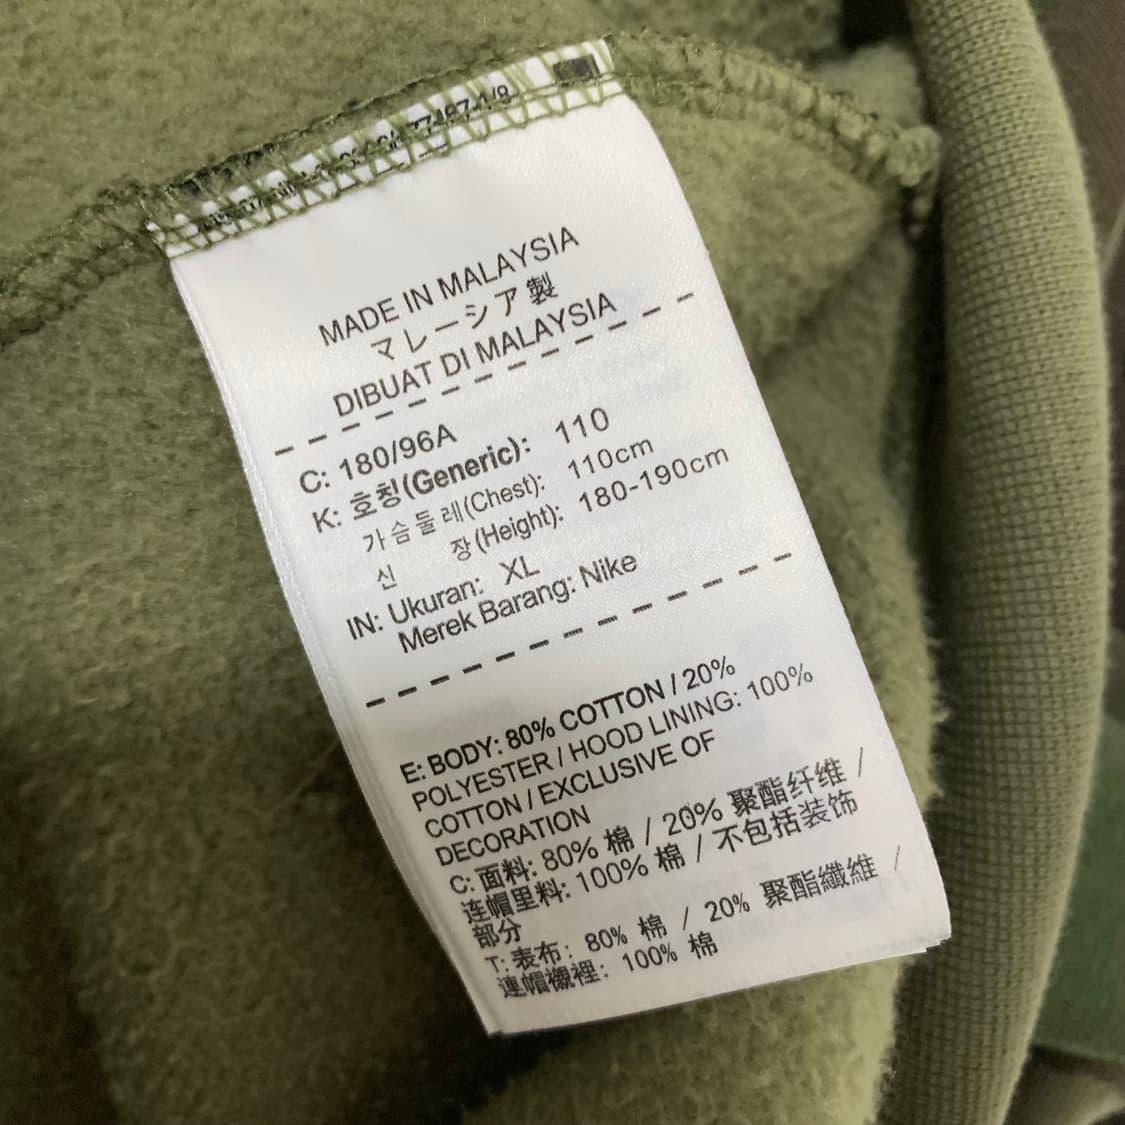 MADE IN MALAYSIA
マレーシア製
DIBUAT DI MALAYSIA
C: 180/96A
K: 호칭(Generic): 110
가슴둘레(Chest): 110cm
신 장(Height): 180-190cm
IN: Ukuran: XL
Merek Barang: Nike
E: BODY: 80% COTTON / 20%
POLYESTER / HOOD LINING: 100%
COTTON / EXCLUSIVE OF
DECORATION
C: 面料: 80% 棉 / 20% 聚酯纤维 /
连帽里料: 100% 棉 / 不包括装饰
部分
T: 表布: 80% 棉 / 20% 聚酯纖維 /
連帽襯裡: 100% 棉